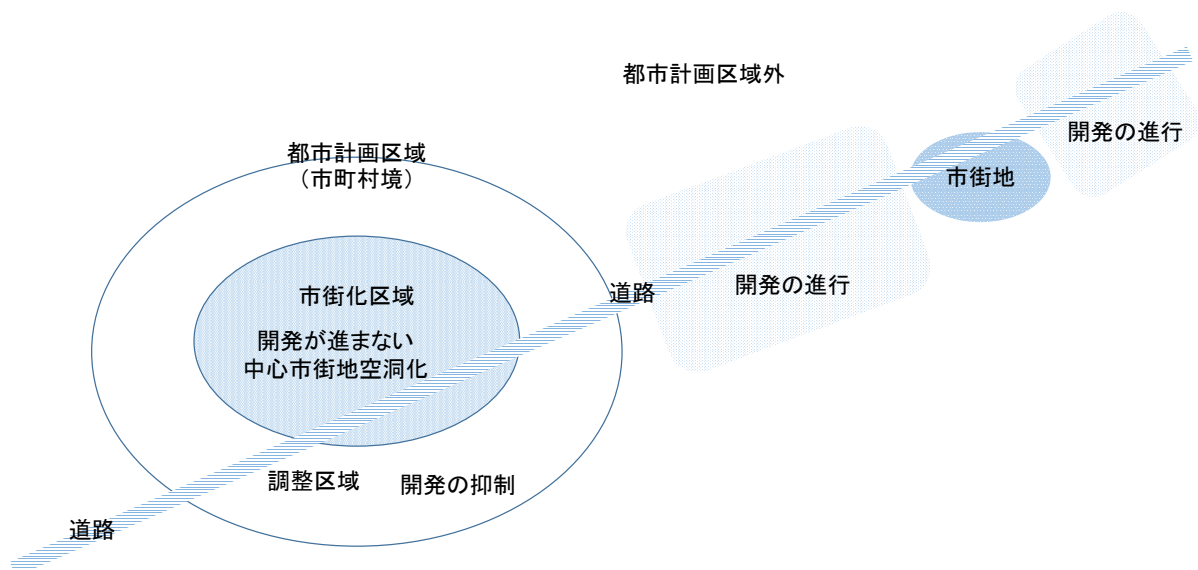 都市計画区域外
開発の進行
都市計画区域
（市町村境）
市街地
市街化区域
道路
開発の進行
開発が進まない
中心市街地空洞化
調整区域
開発の抑制
道路